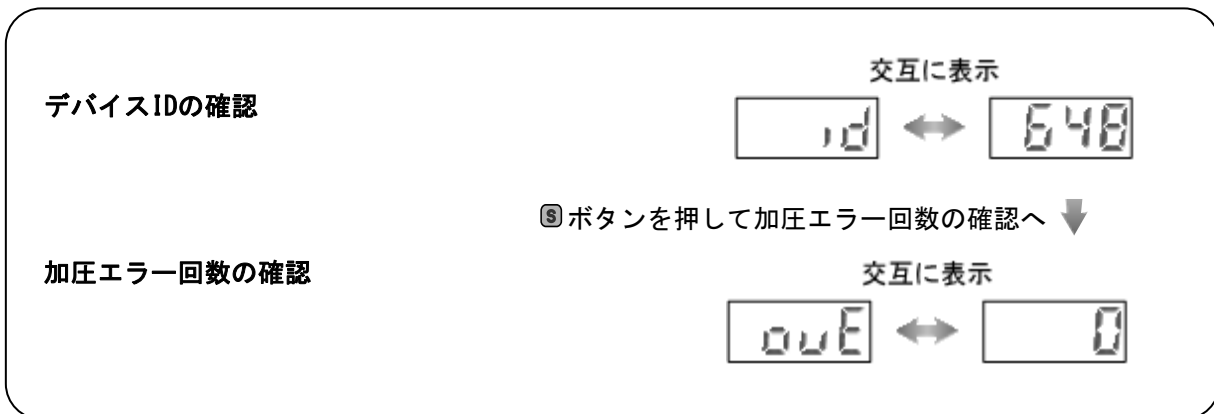 交互に表示
デバイスIDの確認
id 648
Sボタンを押して加圧エラー回数の確認へ
加圧エラー回数の確認
交互に表示
ouE 0